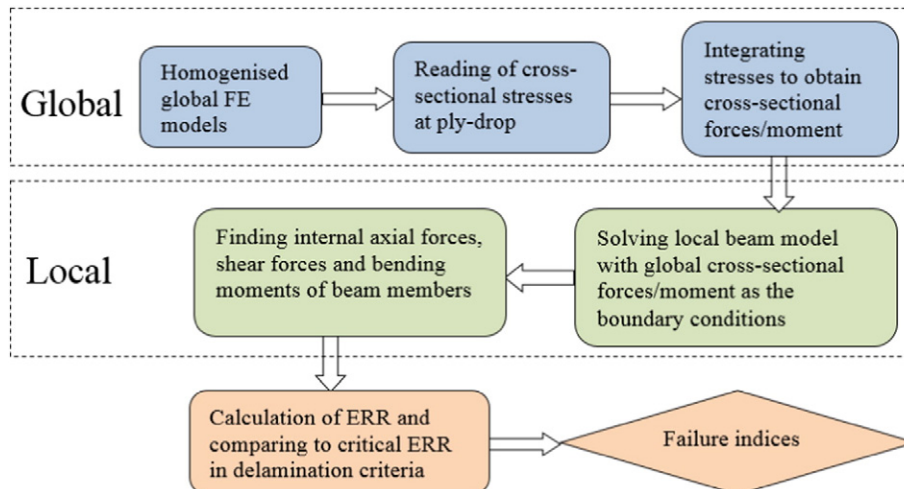 Global
Homogenised
global FE
models
Reading of cross-
sectional stresses
at ply-drop
Integrating
stresses to obtain
cross-sectional
forces/moment
Local
Solving local beam model
with global cross-sectional
forces/moment as the
boundary conditions
Finding internal axial forces,
shear forces and bending
moments of beam members
Calculation of ERR and
comparing to critical ERR
in delamination criteria
Failure indices